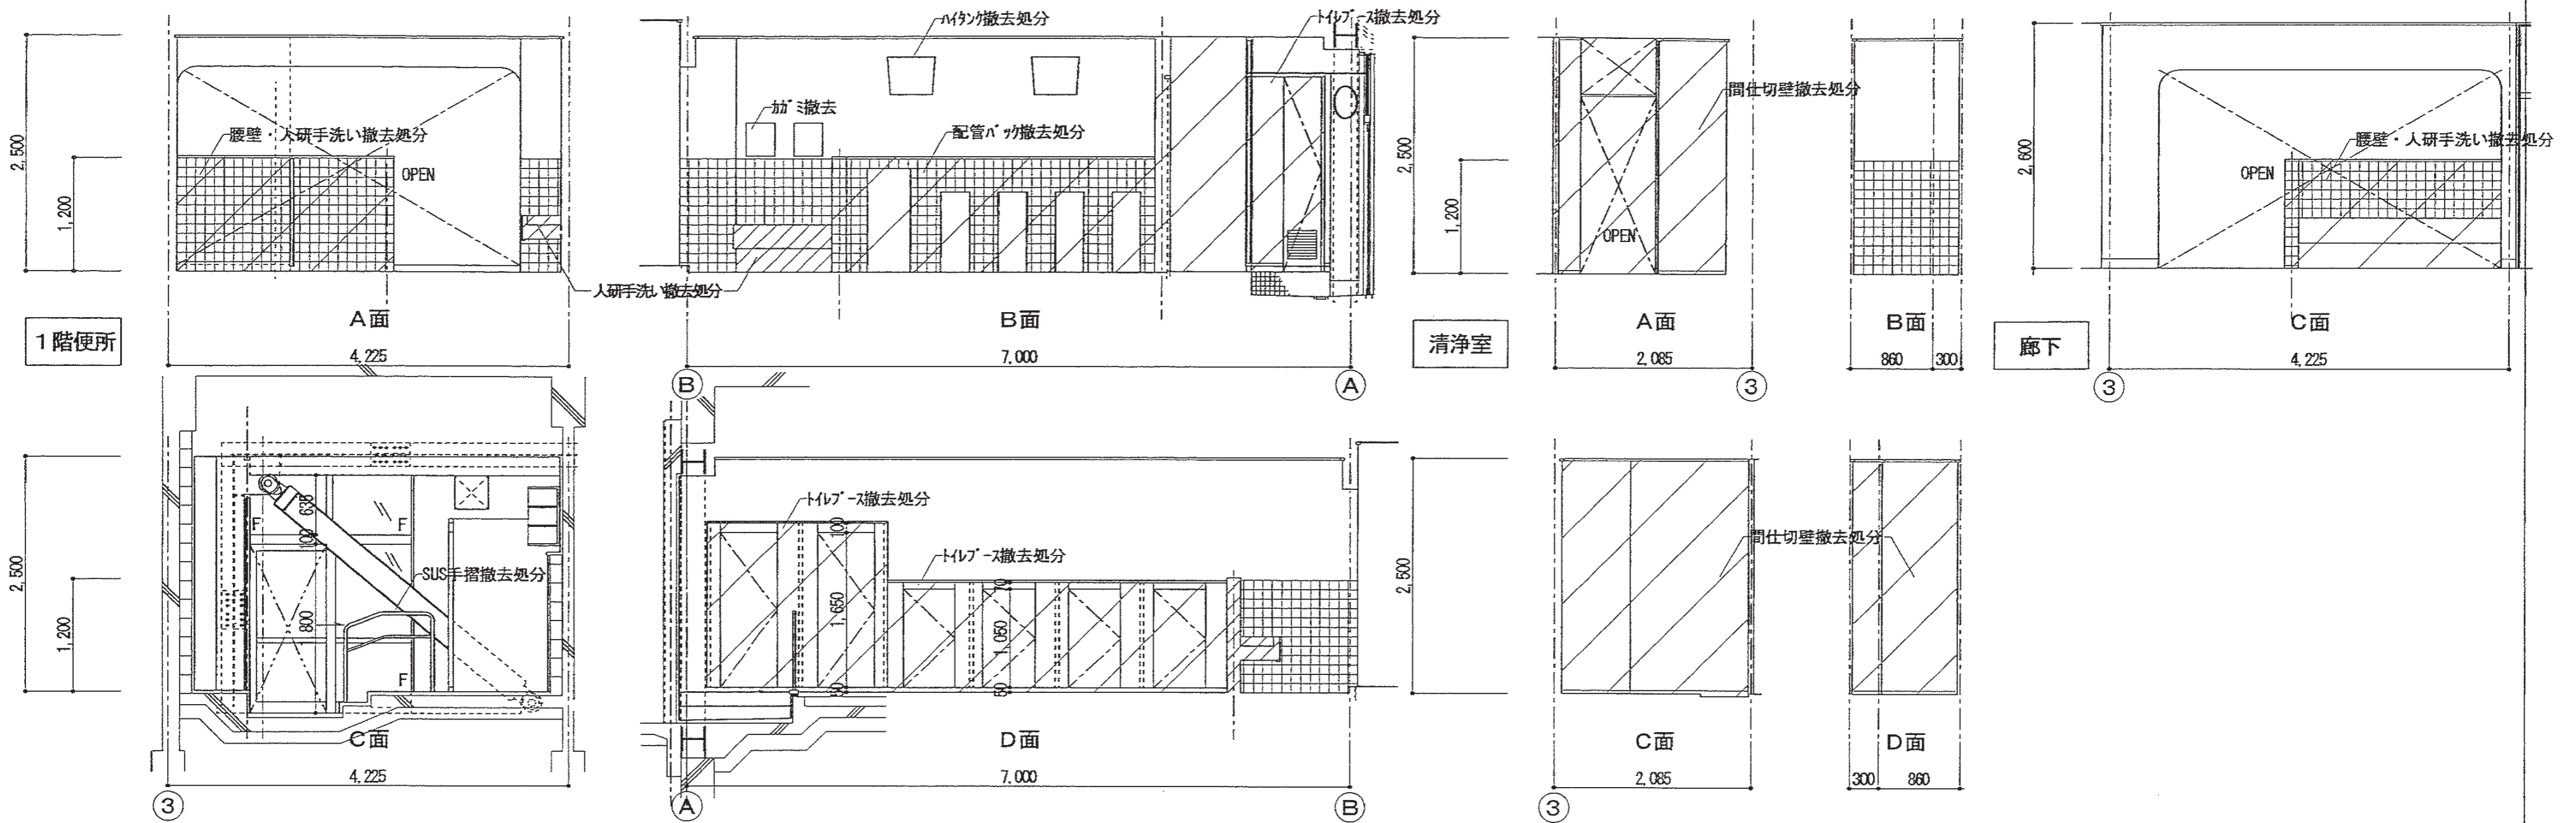 ﾊｲﾀﾝｸ撤去処分
ﾄｲﾚﾌﾞｰｽ撤去処分
ｶｶﾞﾐ撤去
間仕切壁撤去処分
腰壁・人研手洗い撤去処分
配管ﾊﾟｯｸ撤去処分
腰壁・人研手洗い撤去処分
OPEN
OPEN
OPEN
2,500
1,200
2,500
1,200
2,600
人研手洗い撤去処分
1階便所
A面
B面
清浄室
A面
B面
廊下
C面
4,225
7,000
2,085
860
300
4,225
B
A
3
3
ﾄｲﾚﾌﾞｰｽ撤去処分
ﾄｲﾚﾌﾞｰｽ撤去処分
間仕切壁撤去処分
SUS手摺撤去処分
2,500
1,200
635
100
800
F
F
F
100
1,650
50
70
1,050
50
2,500
C面
D面
C面
D面
4,225
7,000
2,085
300
860
3
A
B
3